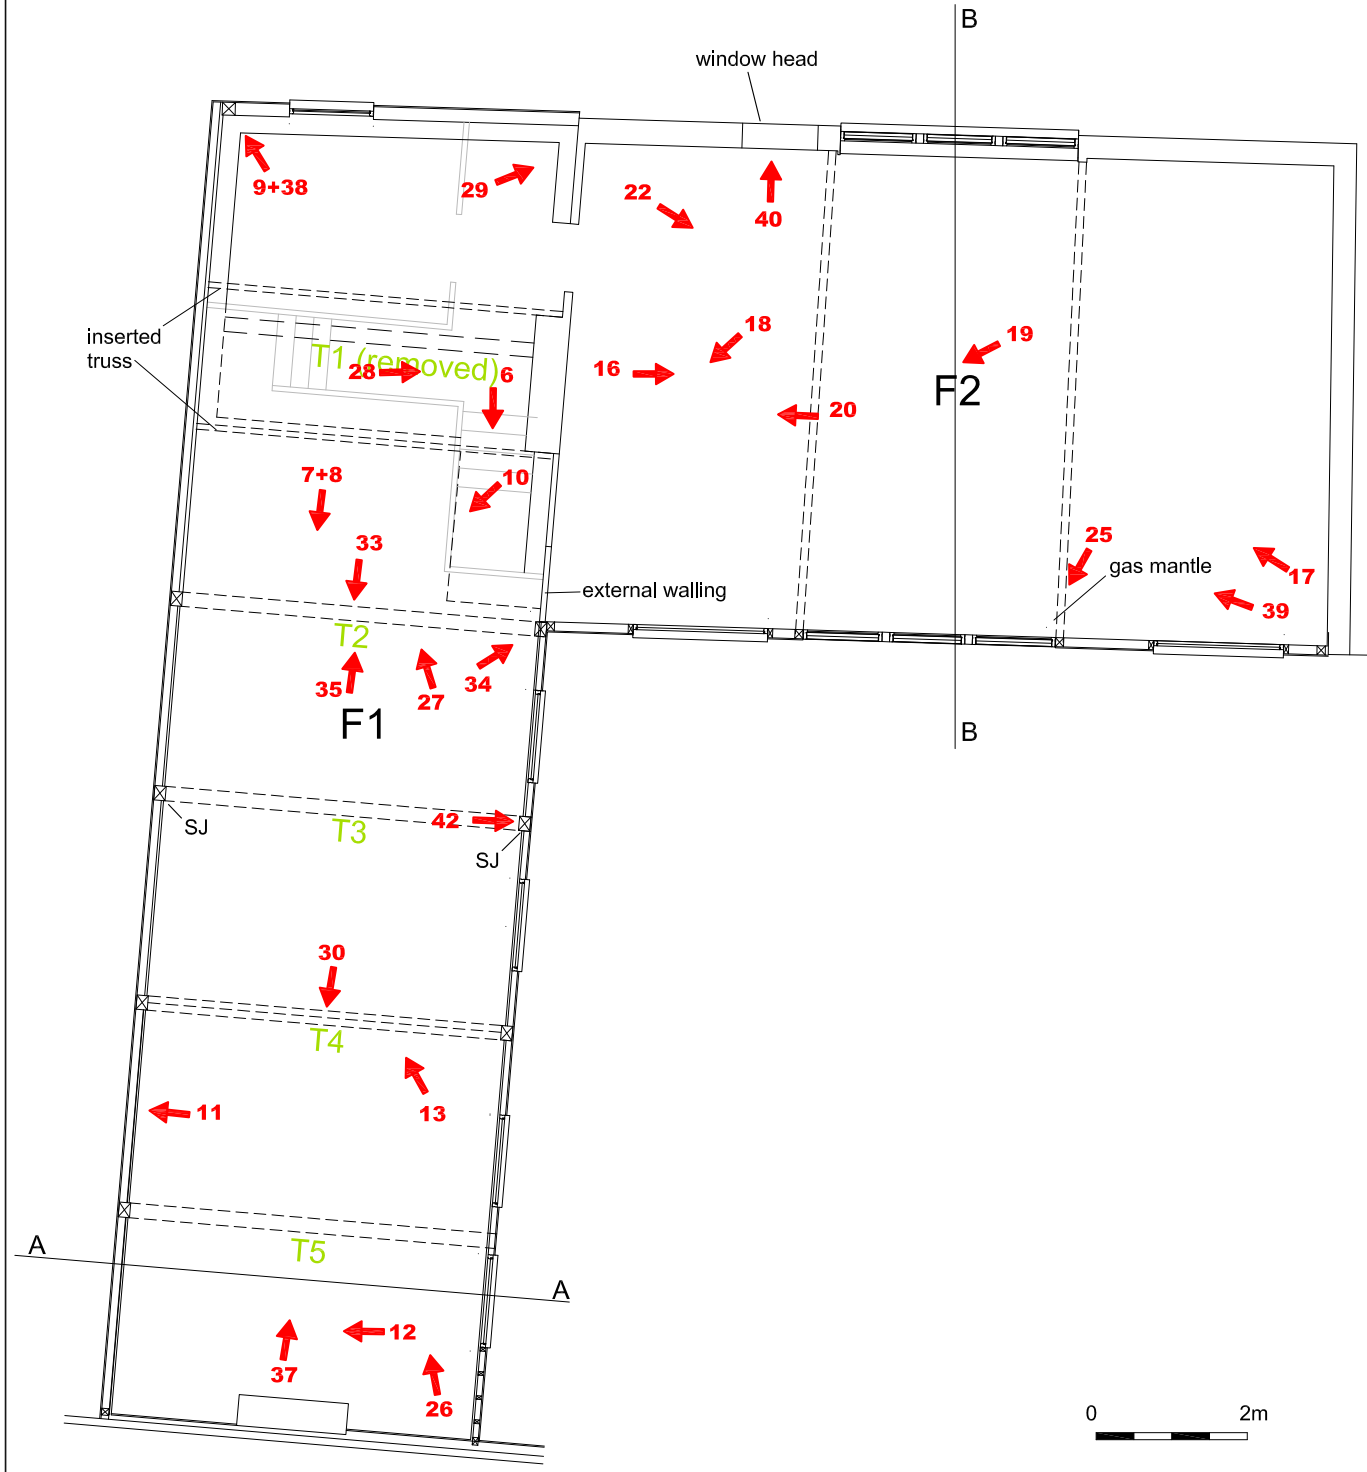 B
window head
9+38
29
22
40
inserted
truss
T1 (removed)
28
6
18
16
19
F2
20
7+8
10
33
25
gas mantle
17
external walling
39
T2
35
27
34
F1
B
SJ
T3
42
SJ
30
T4
11
13
A
T5
A
12
37
26
0 2m